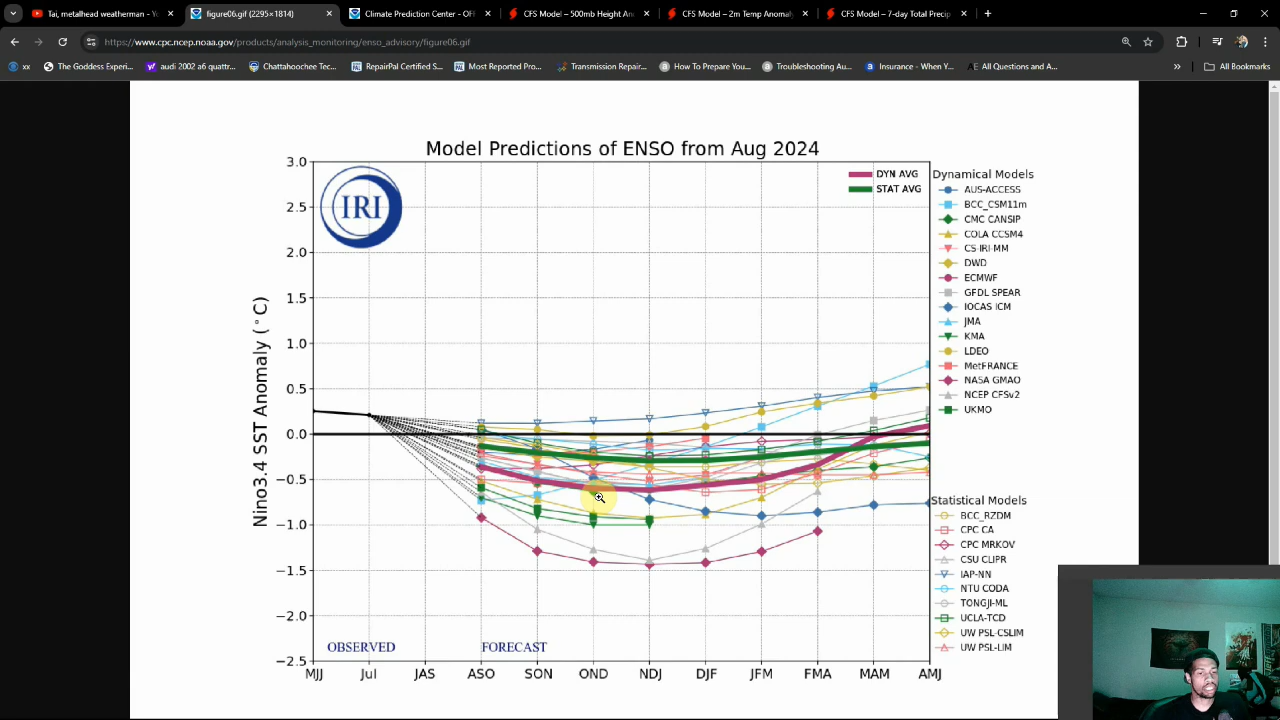 Tai, metalhead weatherman - Yo
figure06.gif (2295×1814)
Climate Prediction Center - Off
CFS Model – 500mb Height An
CFS Model – 2m Temp Anomaly
CFS Model – 7-day Total Precip
https://www.cpc.ncep.noaa.gov/products/analysis_monitoring/enso_advisory/figure06.gif
xx
The Goddess Experi...
audi 2002 a6 quattr...
Chattahoochee Tec...
RepairPal Certified S...
Most Reported Pro...
Transmission Repair...
How To Prepare You...
Troubleshooting Au...
Insurance - When Y...
All Questions and A...
All Bookmarks
Model Predictions of ENSO from Aug 2024
IRI
DYN AVG
STAT AVG
Nino3.4 SST Anomaly (°C)
3.0
2.5
2.0
1.5
1.0
0.5
0.0
−0.5
−1.0
−1.5
−2.0
−2.5
OBSERVED
FORECAST
MJJ
Jul
JAS
ASO
SON
OND
NDJ
DJF
JFM
FMA
MAM
AMJ
Dynamical Models
AUS-ACCESS
BCC_CSM11m
CMC CANSIP
COLA CCSM4
CS-IRI-MM
DWD
ECMWF
GFDL SPEAR
IOCAS ICM
JMA
KMA
LDEO
MetFRANCE
NASA GMAO
NCEP CFSv2
UKMO
Statistical Models
BCC_RZDM
CPC CA
CPC MRKOV
CSU CLIPR
IAP-NN
NTU CODA
TONGJI-ML
UCLA-TCD
UW PSL-CSLIM
UW PSL-LIM